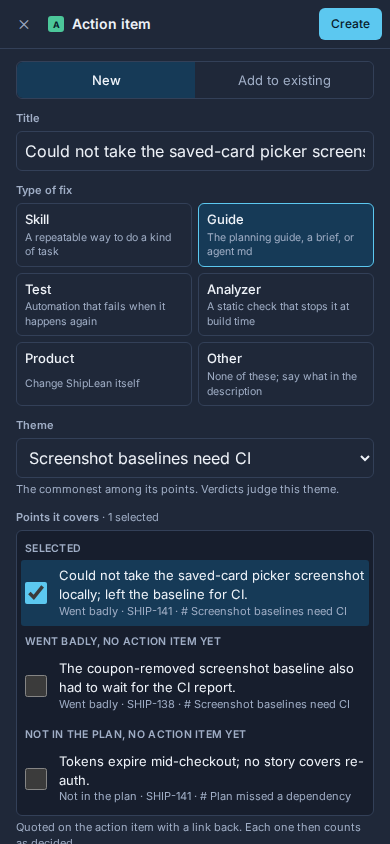 A Action item
Create
New
Add to existing
Title
Could not take the saved-card picker screens
Type of fix
Skill
A repeatable way to do a kind
of task
Guide
The planning guide, a brief, or
agent md
Test
Automation that fails when it
happens again
Analyzer
A static check that stops it at
build time
Product
Change ShipLean itself
Other
None of these; say what in the
description
Theme
Screenshot baselines need CI
The commonest among its points. Verdicts judge this theme.
Points it covers · 1 selected
SELECTED
Could not take the saved-card picker screenshot
locally; left the baseline for CI.
Went badly · SHIP-141 · # Screenshot baselines need CI
WENT BADLY, NO ACTION ITEM YET
The coupon-removed screenshot baseline also
had to wait for the CI report.
Went badly · SHIP-138 · # Screenshot baselines need CI
NOT IN THE PLAN, NO ACTION ITEM YET
Tokens expire mid-checkout; no story covers re-
auth.
Not in the plan · SHIP-141 · # Plan missed a dependency
Quoted on the action item with a link back. Each one then counts
as decided.